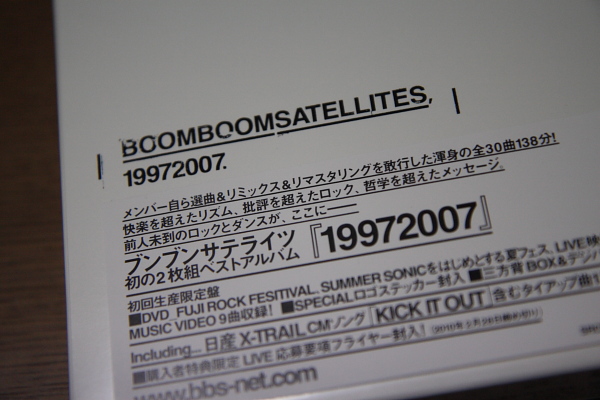 BOOMBOOMSATELLITES,
19972007.
メンバー自ら選曲&リミックス&リマスタリングを敢行した渾身の全30曲138分!
快楽を超えたリズム、批評を超えたロック、哲学を超えたメッセージ。
前人未到のロックとダンスが、ここに——
ブンブンサテライツ
初の2枚組ベストアルバム 『19972007』
初回生産限定盤
■DVD_FUJI ROCK FESITIVAL, SUMMER SONICをはじめとする夏フェス、LIVE映
MUSIC VIDEO 9曲収録! ■SPECIALロゴステッカー封入 ■三方背BOX&デジパ
Including... 日産 X-TRAIL CMソング 「KICK IT OUT」 含むタイアップ曲
■購入者特典限定 LIVE 応募要項フライヤー封入!
www.bbs-net.com